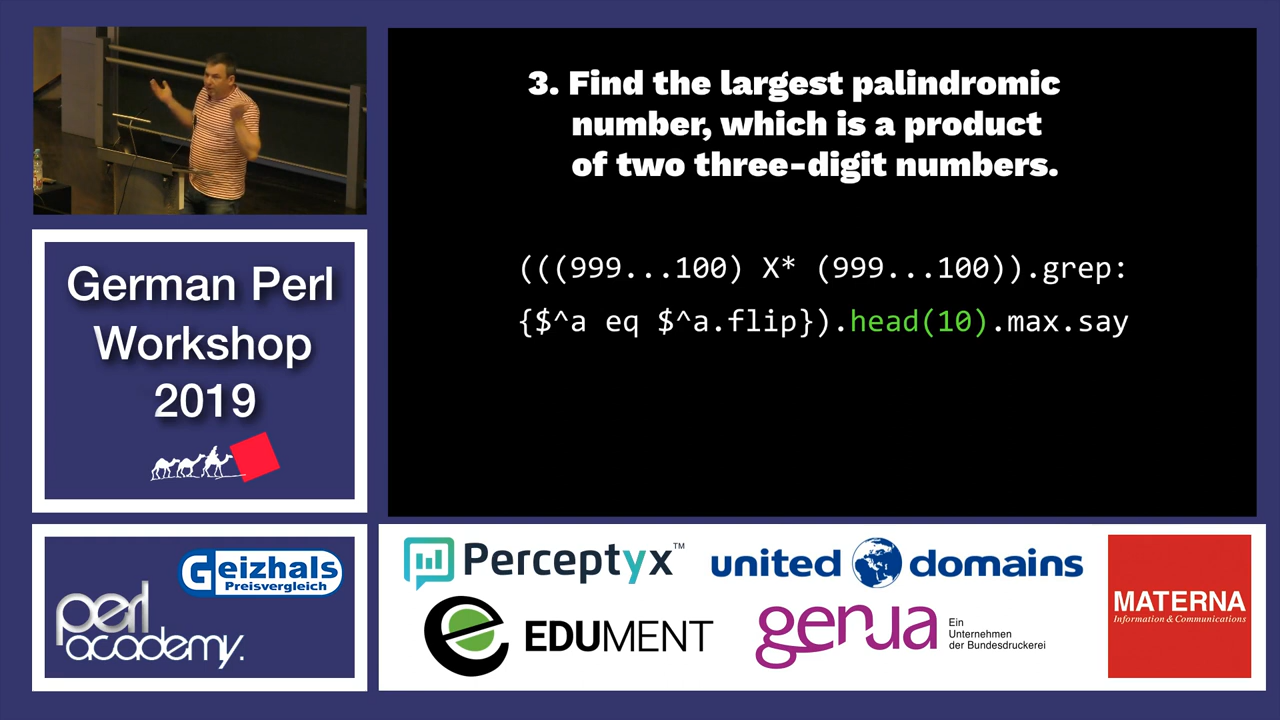 3. Find the largest palindromic
number, which is a product
of two three-digit numbers.
(((999...100) X* (999...100)).grep:
{$^a eq $^a.flip}).head(10).max.say
German Perl
Workshop
2019
Geizhals
Preisvergleich
perl
academy.
Perceptyx™
united domains
EDUMENT
genua
Ein
Unternehmen
der Bundesdruckerei
MATERNA
Information & Communications